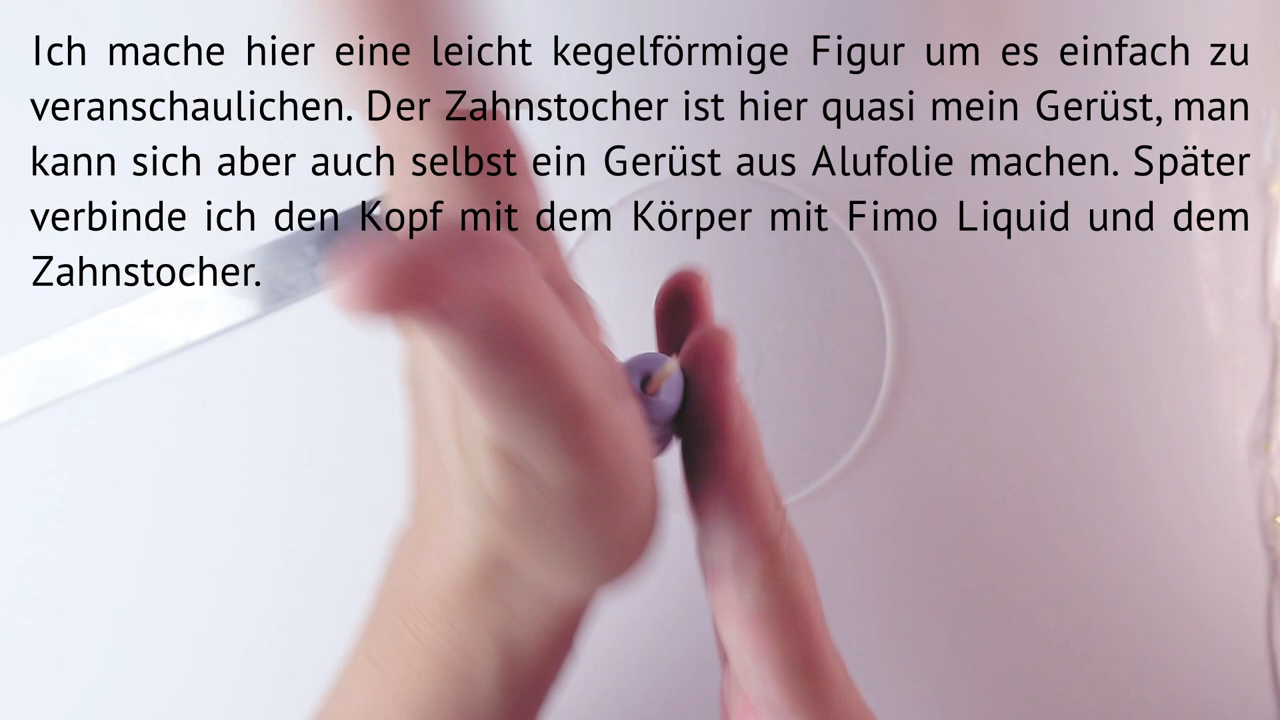 Ich mache hier eine leicht kegelförmige Figur um es einfach zu
veranschaulichen. Der Zahnstocher ist hier quasi mein Gerüst, man
kann sich aber auch selbst ein Gerüst aus Alufolie machen. Später
verbinde ich den Kopf mit dem Körper mit Fimo Liquid und dem
Zahnstocher.